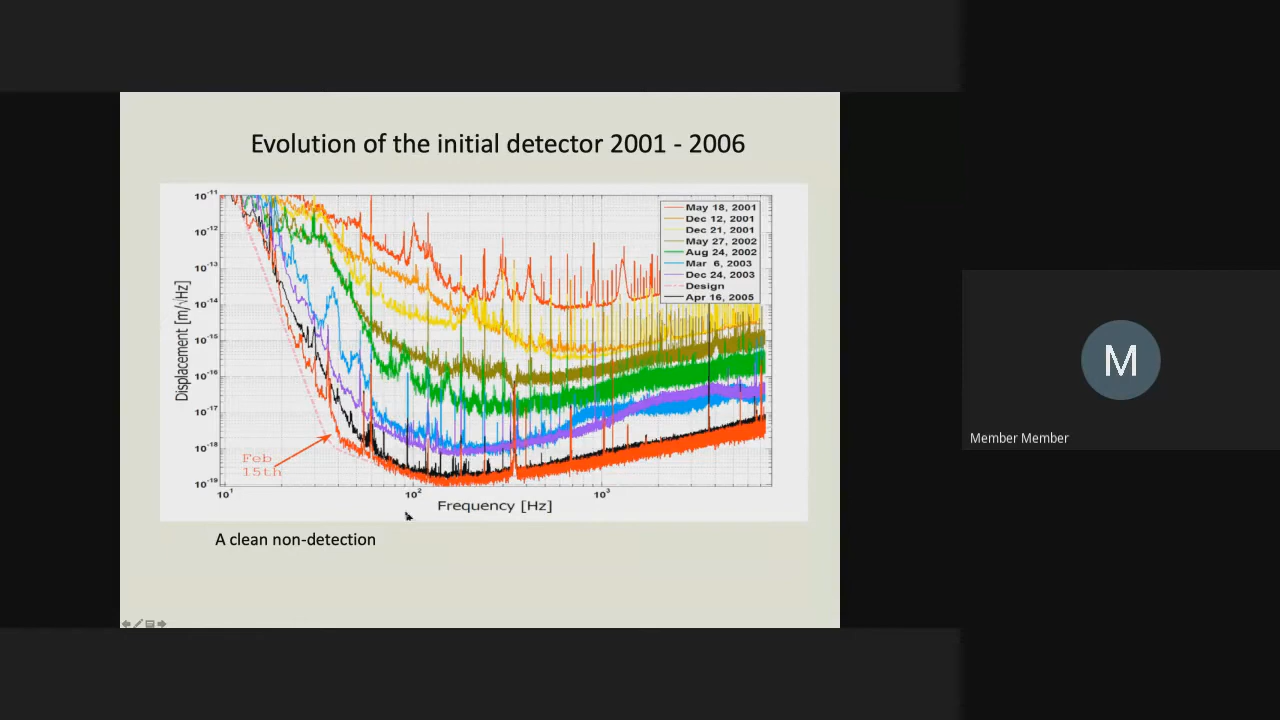 Evolution of the initial detector 2001 - 2006
10-11
10-12
10-13
10-14
10-15
10-16
10-17
10-18
10-19
Displacement [m/√Hz]
May 18, 2001
Dec 12, 2001
Dec 21, 2001
May 27, 2002
Aug 24, 2002
Mar 6, 2003
Dec 24, 2003
Design
Apr 16, 2005
Feb
15th
10¹
10²
10³
Frequency [Hz]
A clean non-detection
M
Member Member